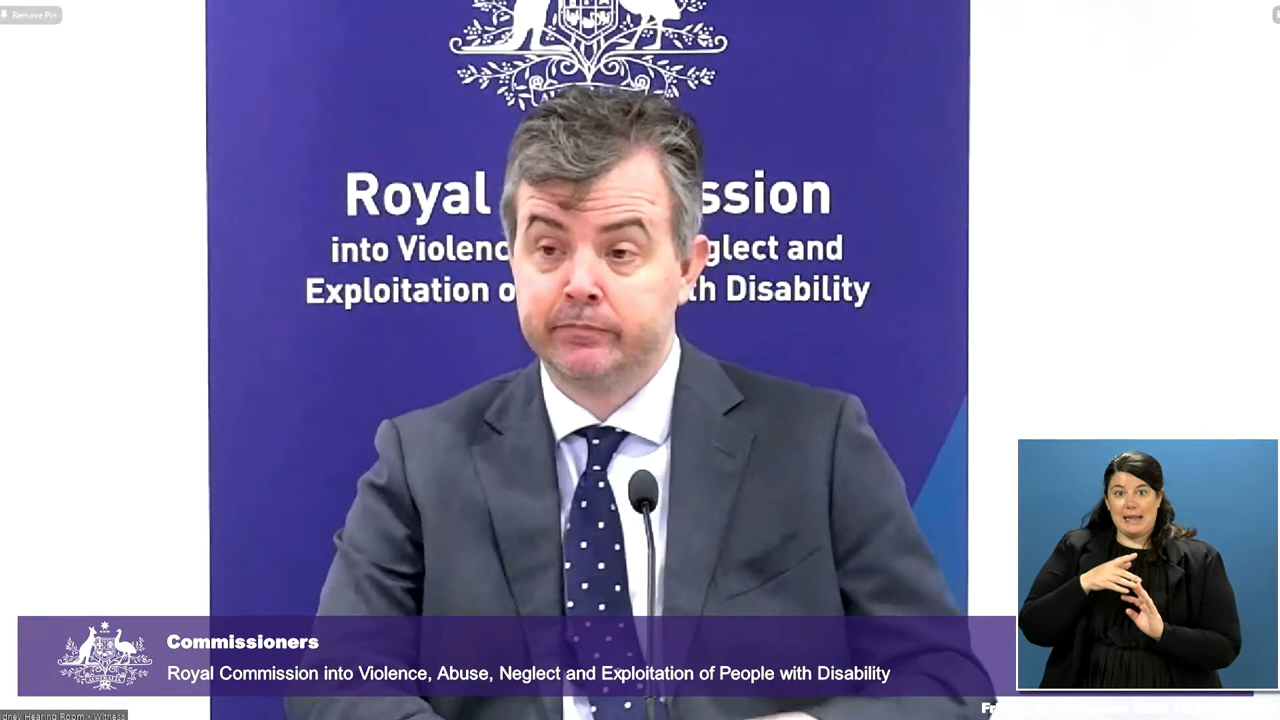 Remove Pin
Royal ssion
into Violenc glect and
Exploitation o th Disability
Commissioners
Royal Commission into Violence, Abuse, Neglect and Exploitation of People with Disability
dney Hearing Room - Witness